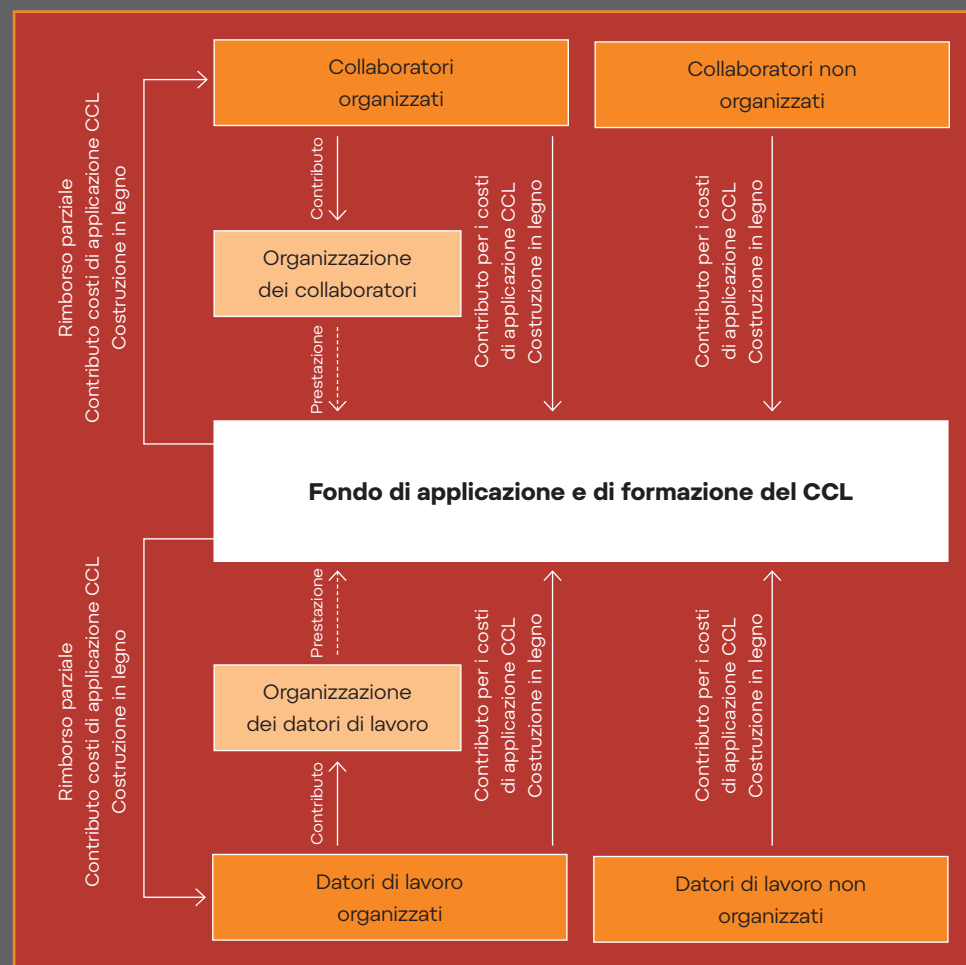 Collaboratori
organizzati
Collaboratori non
organizzati
Rimborso parziale
Contributo costi di applicazione CCL
Costruzione in legno
Contributo
Contributo per i costi
di applicazione CCL
Costruzione in legno
Contributo per i costi
di applicazione CCL
Costruzione in legno
Organizzazione
dei collaboratori
Prestazione
Fondo di applicazione e di formazione del CCL
Rimborso parziale
Contributo costi di applicazione CCL
Costruzione in legno
Prestazione
Contributo per i costi
di applicazione CCL
Costruzione in legno
Contributo per i costi
di applicazione CCL
Costruzione in legno
Organizzazione
dei datori di lavoro
Contributo
Datori di lavoro
organizzati
Datori di lavoro non
organizzati